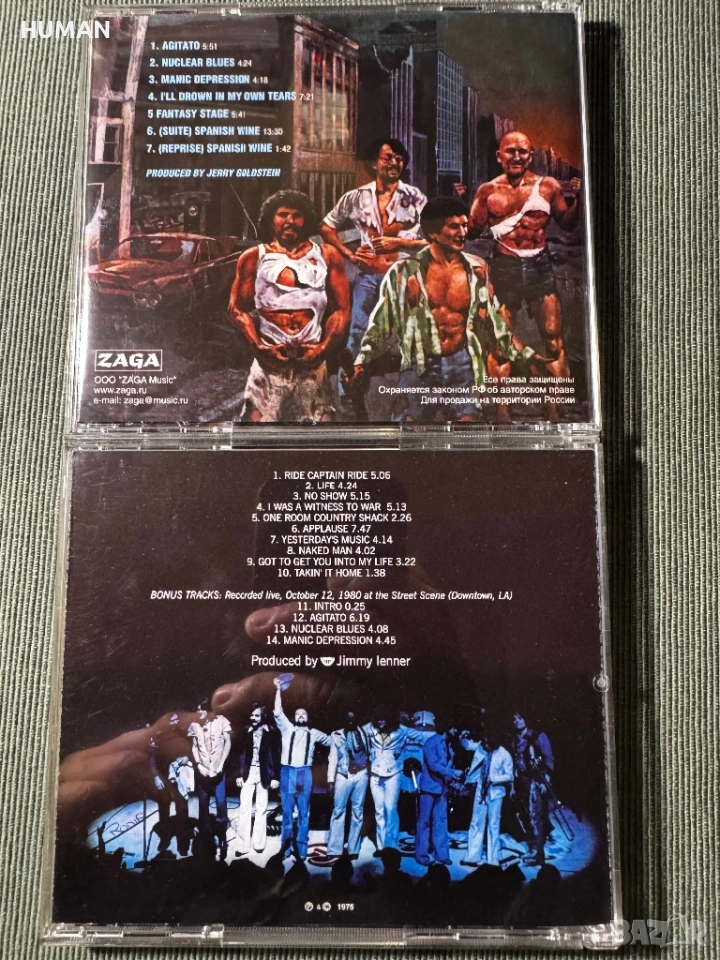 HUMAN
1. AGITATO 5:51
2. NUCLEAR BLUES 4:24
3. MANIC DEPRESSION 4:18
4. I'LL DROWN IN MY OWN TEARS 7:21
5 FANTASY STAGE 5:41
6. (SUITE) SPANISH WINE 13:30
7. (REPRISE) SPANISH WINE 1:42
PRODUCED BY JERRY GOLDSTEIN
ZAGA
ООО "ZAGA Music"
www.zaga.ru
e-mail: zaga@music.ru
Все права защищены
Охраняется законом РФ об авторском праве
Для продажи на территории России
1. RIDE CAPTAIN RIDE 5.06
2. LIFE 4.24
3. NO SHOW 5.15
4. I WAS A WITNESS TO WAR 5.13
5. ONE ROOM COUNTRY SHACK 2.26
6. APPLAUSE 7.47
7. YESTERDAY'S MUSIC 4.14
8. NAKED MAN 4.02
9. GOT TO GET YOU INTO MY LIFE 3.22
10. TAKIN' IT HOME 1.38
BONUS TRACKS: Recorded live, October 12, 1980 at the Street Scene (Downtown, LA)
11. INTRO 0.25
12. AGITATO 6.19
13. NUCLEAR BLUES 4.08
14. MANIC DEPRESSION 4.45
Produced by Jimmy Ienner
℗ & © 1975
BAZAR